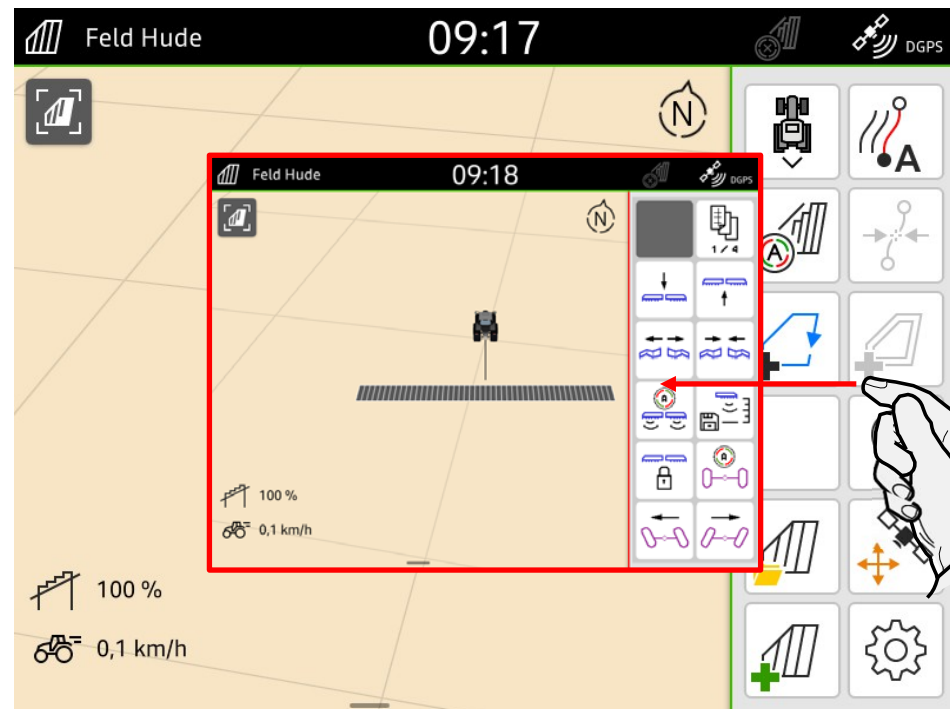 Feld Hude 09:17 DGPS
N
A
A
Feld Hude 09:18 DGPS
N
1 / 4
A
A
100 %
0,1 km/h
100 %
0,1 km/h